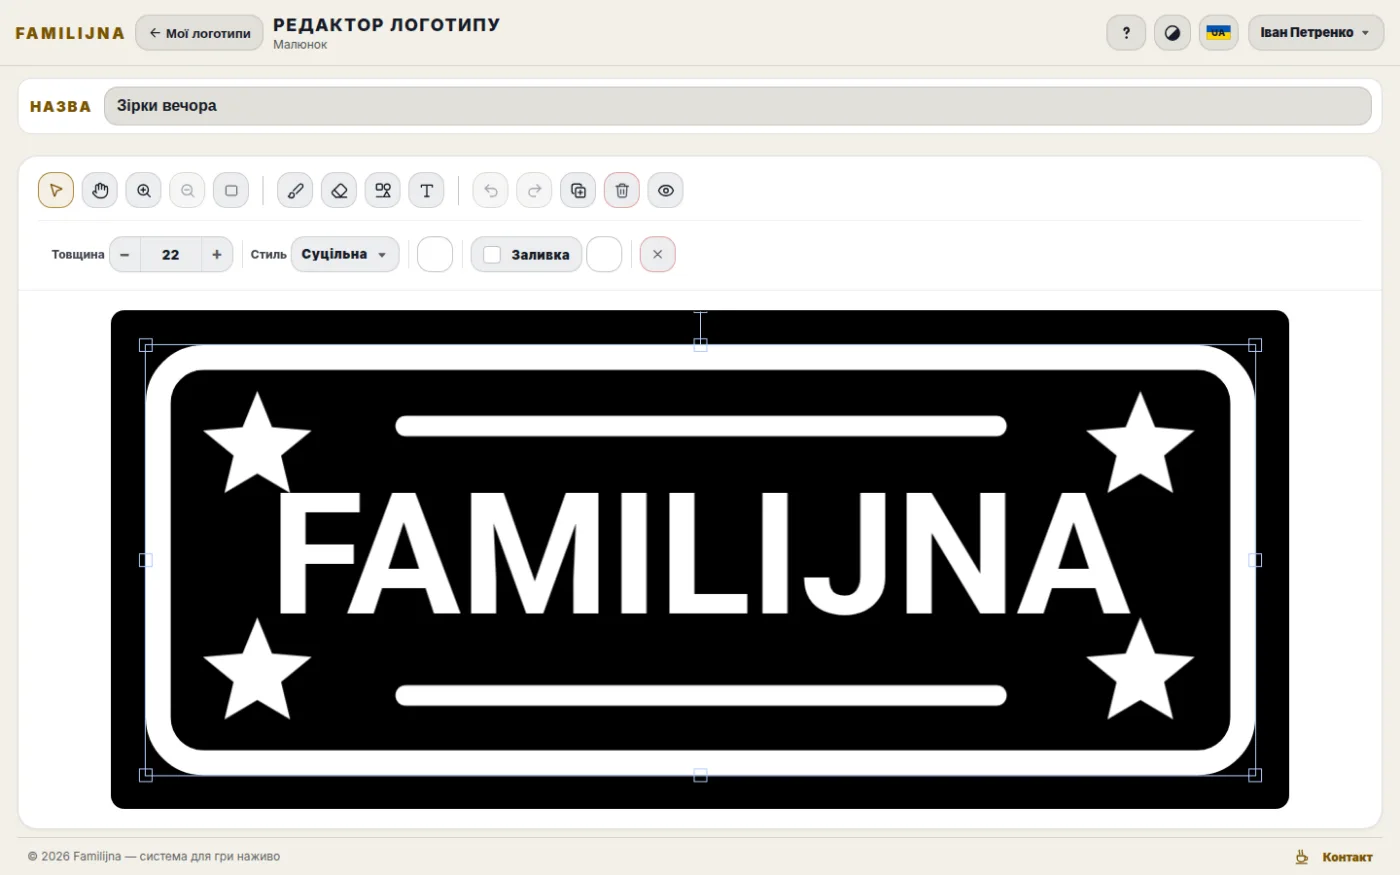 FAMILIJNA
← Мої логотипи
РЕДАКТОР ЛОГОТИПУ
Малюнок
?
UA
Іван Петренко
НАЗВА
Зірки вечора
T
Товщина
− 22 +
Стиль
Суцільна
Заливка
FAMILIJNA
© 2026 Familijna — система для гри наживо
Контакт